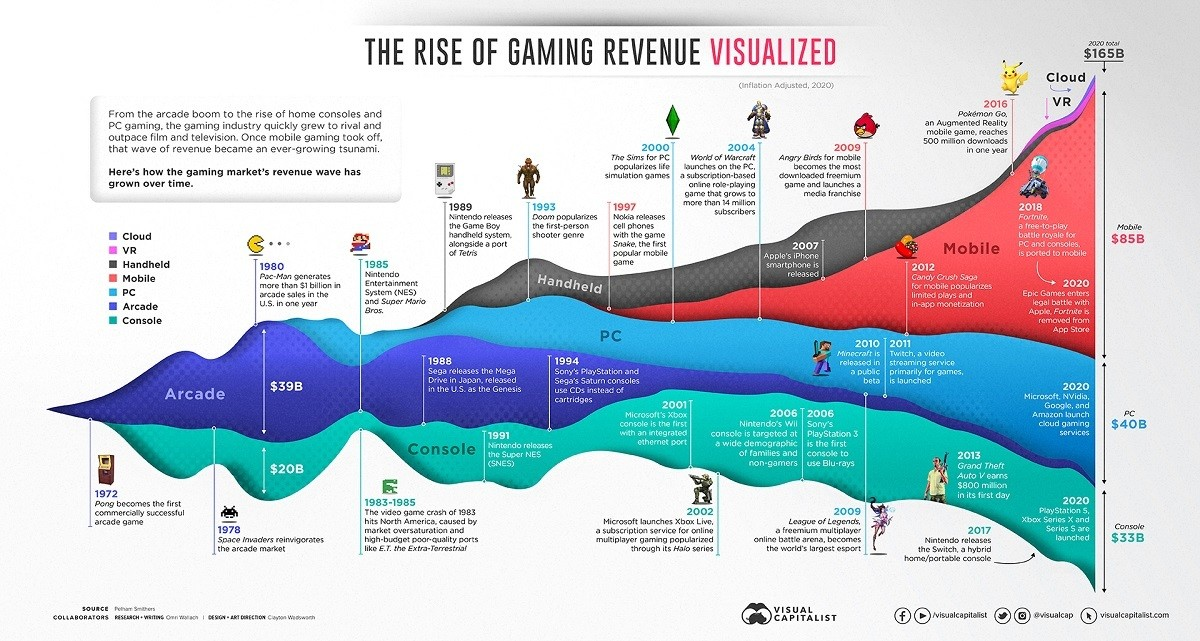 THE RISE OF GAMING REVENUE VISUALIZED
(Inflation Adjusted, 2020)
2020 total
$165B
From the arcade boom to the rise of home consoles and
PC gaming, the gaming industry quickly grew to rival and
outpace film and television. Once mobile gaming took off,
that wave of revenue became an ever-growing tsunami.
Here's how the gaming market's revenue wave has
grown over time.
Cloud
VR
Handheld
Mobile
PC
Arcade
Console
1980
Pac-Man generates
more than $1 billion in
arcade sales in the
U.S. in one year
1985
Nintendo
Entertainment
System (NES)
and Super Mario
Bros.
1989
Nintendo releases
the Game Boy
handheld system,
alongside a port
of Tetris
1993
Doom popularizes
the first-person
shooter genre
1997
Nokia releases
cell phones with
the game
Snake, the first
popular mobile
game
2000
The Sims for PC
popularizes life
simulation games
2004
World of Warcraft
launches on the PC,
a subscription-based
online role-playing
game that grows to
more than 14 million
subscribers
2009
Angry Birds for mobile
becomes the most
downloaded freemium
game and launches a
media franchise
2016
Pokémon Go,
an Augmented Reality
mobile game, reaches
500 million downloads
in one year
Cloud
VR
2007
Apple's iPhone
smartphone is
released
2012
Candy Crush Saga
for mobile popularizes
limited plays and
in-app monetization
2018
Fortnite,
a free-to-play
battle royale for
PC and consoles,
is ported to mobile
2020
Epic Games enters
legal battle with
Apple, Fortnite is
removed from
App Store
Handheld
Mobile
PC
Arcade
Console
$39B
$20B
Mobile
$85B
PC
$40B
Console
$33B
1988
Sega releases the Mega
Drive in Japan, released
in the U.S. as the Genesis
1994
Sony's PlayStation and
Sega's Saturn consoles
use CDs instead of
cartridges
2010
Minecraft is
released in
a public
beta
2011
Twitch, a video
streaming service
primarily for games,
is launched
2020
Microsoft, NVidia,
Google, and
Amazon launch
cloud gaming
services
1991
Nintendo releases
the Super NES
(SNES)
2001
Microsoft's Xbox
console is the first
with an integrated
ethernet port
2006
Nintendo's Wii
console is targeted at
a wide demographic
of families and
non-gamers
2006
Sony's
PlayStation 3
is the first
console to
use Blu-rays
2013
Grand Theft
Auto V earns
$800 million
in its first day
2020
PlayStation 5,
Xbox Series X and
Series S are
launched
1972
Pong becomes the first
commercially successful
arcade game
1978
Space Invaders reinvigorates
the arcade market
1983-1985
The video game crash of 1983
hits North America, caused by
market oversaturation and
high-budget poor-quality ports
like E.T. the Extra-Terrestrial
2002
Microsoft launches Xbox Live,
a subscription service for online
multiplayer gaming popularized
through its Halo series
2009
League of Legends,
a freemium multiplayer
online battle arena, becomes
the world's largest esport
2017
Nintendo releases
the Switch, a hybrid
home/portable console
SOURCE Pelham Smithers
COLLABORATORS RESEARCH + WRITING Omri Wallach | DESIGN + ART DIRECTION Clayton Wadsworth
VISUAL
CAPITALIST
/visualcapitalist
@visualcap
visualcapitalist.com